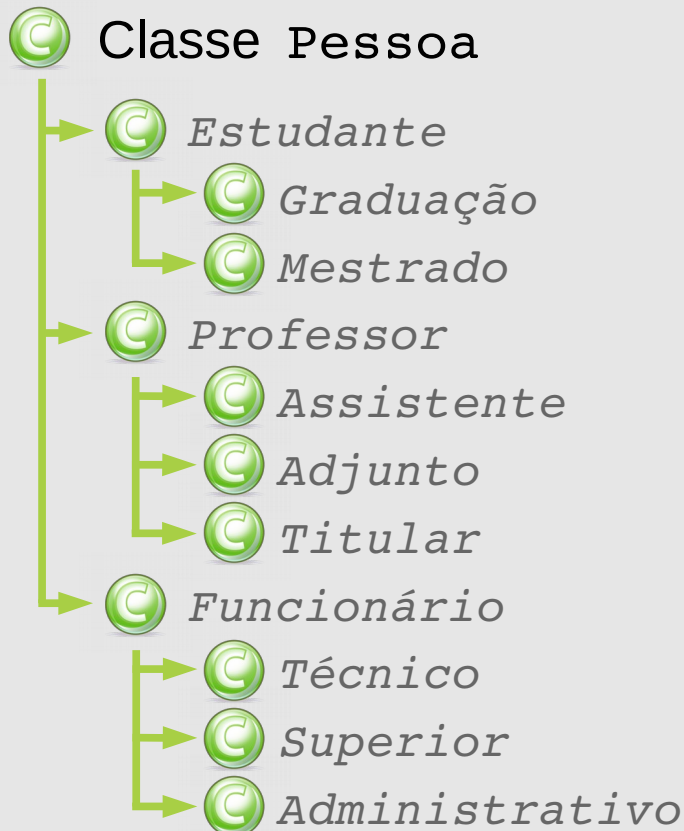 Classe Pessoa
Estudante
Graduação
Mestrado
Professor
Assistente
Adjunto
Titular
Funcionário
Técnico
Superior
Administrativo